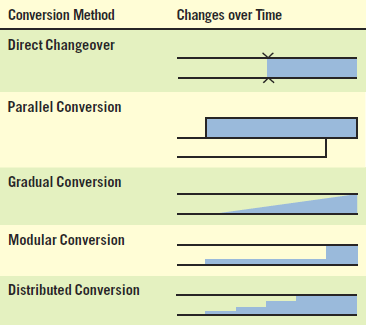 Conversion Method Changes over Time
Direct Changeover
Parallel Conversion
Gradual Conversion
Modular Conversion
Distributed Conversion